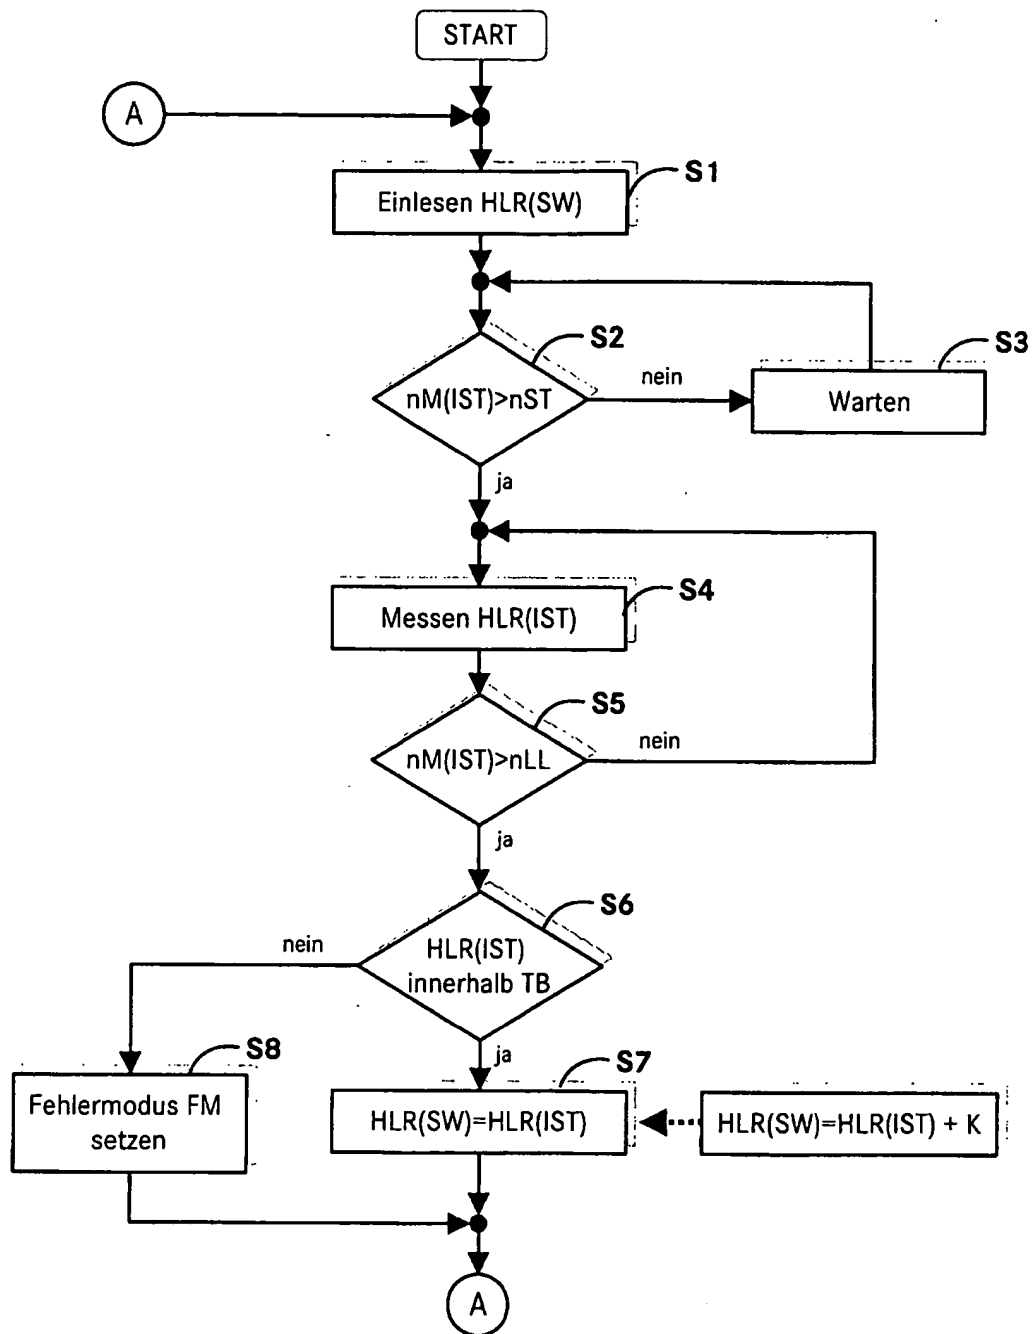 START
A
S1
Einlesen HLR(SW)
S2
S3
nein
nM(IST)>nST
Warten
ja
S4
Messen HLR(IST)
S5
nein
nM(IST)>nLL
ja
S6
nein
HLR(IST)
innerhalb TB
S8
ja
S7
Fehlermodus FM
setzen
HLR(SW)=HLR(IST)
HLR(SW)=HLR(IST) + K
A